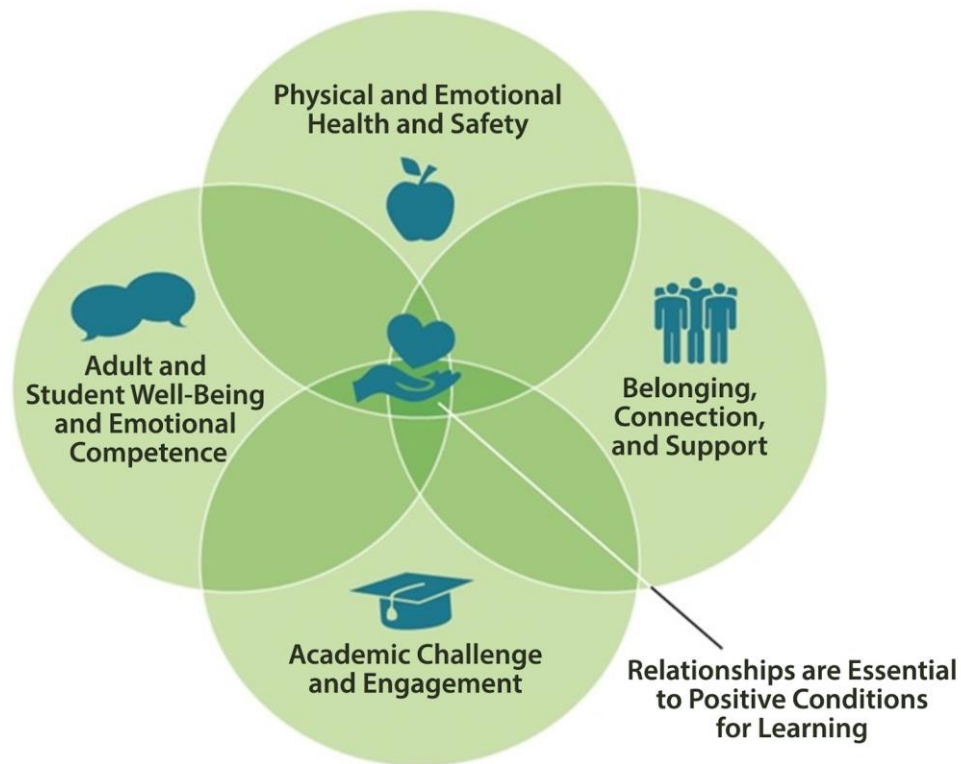 Physical and Emotional
Health and Safety
Adult and
Student Well-Being
and Emotional
Competence
Belonging,
Connection,
and Support
Academic Challenge
and Engagement
Relationships are Essential
to Positive Conditions
for Learning